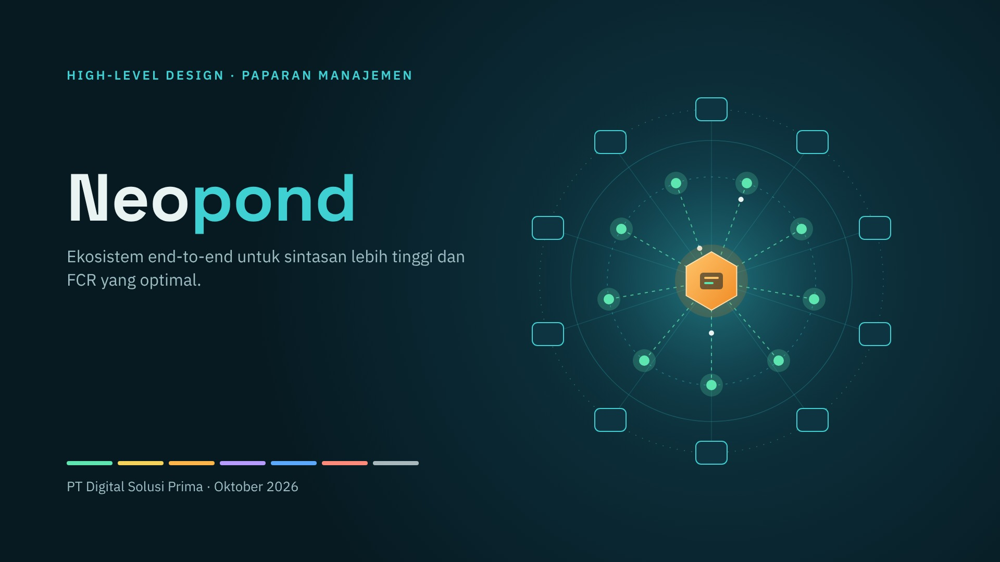 HIGH-LEVEL DESIGN · PAPARAN MANAJEMEN
Neopond
Ekosistem end-to-end untuk sintasan lebih tinggi dan
FCR yang optimal.
PT Digital Solusi Prima · Oktober 2026